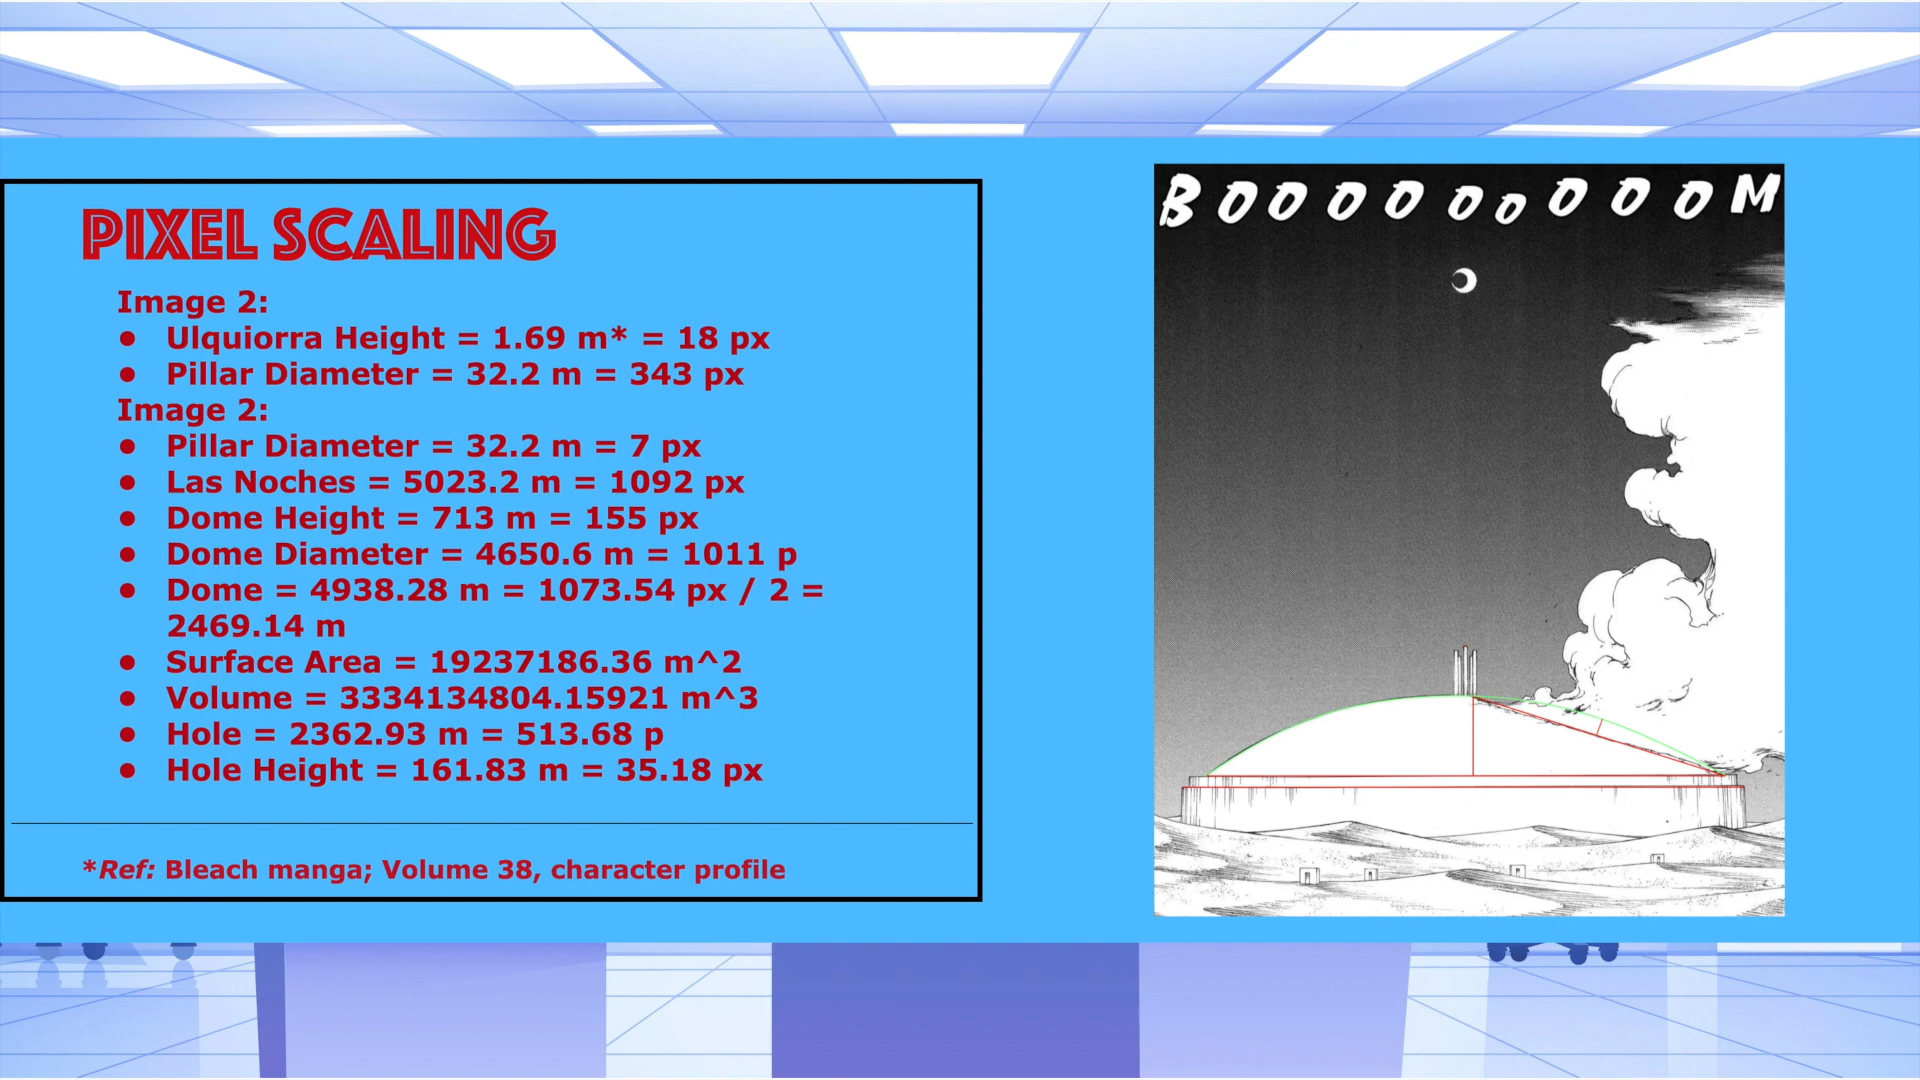 PIXEL SCALING
Image 2:
● Ulquiorra Height = 1.69 m* = 18 px
● Pillar Diameter = 32.2 m = 343 px
Image 2:
● Pillar Diameter = 32.2 m = 7 px
● Las Noches = 5023.2 m = 1092 px
● Dome Height = 713 m = 155 px
● Dome Diameter = 4650.6 m = 1011 p
● Dome = 4938.28 m = 1073.54 px / 2 =
2469.14 m
● Surface Area = 19237186.36 m^2
● Volume = 3334134804.15921 m^3
● Hole = 2362.93 m = 513.68 p
● Hole Height = 161.83 m = 35.18 px
*Ref: Bleach manga; Volume 38, character profile
BOOOOOOOOOM